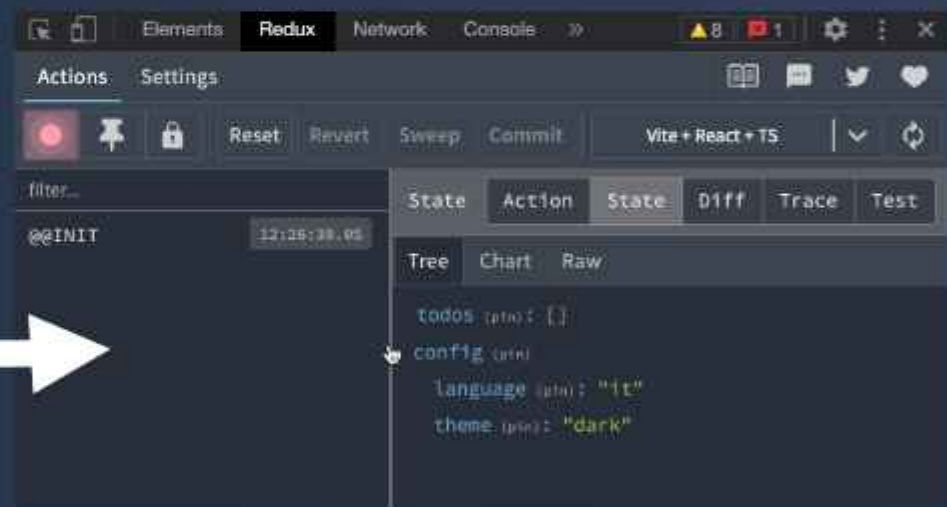 Elements Redux Network Console » 8 1
Actions Settings
Reset Revert Sweep Commit Vite + React + TS
filter...
State Action State Diff Trace Test
@@INIT 12:26:38.05
Tree Chart Raw
todos (pin): []
config (pin)
language (pin): "it"
theme (pin): "dark"